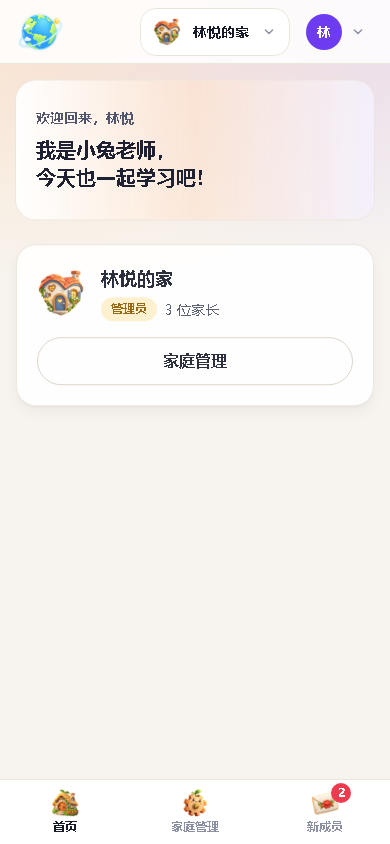 林悦的家
林
欢迎回来，林悦
我是小兔老师，
今天也一起学习吧！
林悦的家
管理员
3 位家长
家庭管理
首页
家庭管理
2
新成员